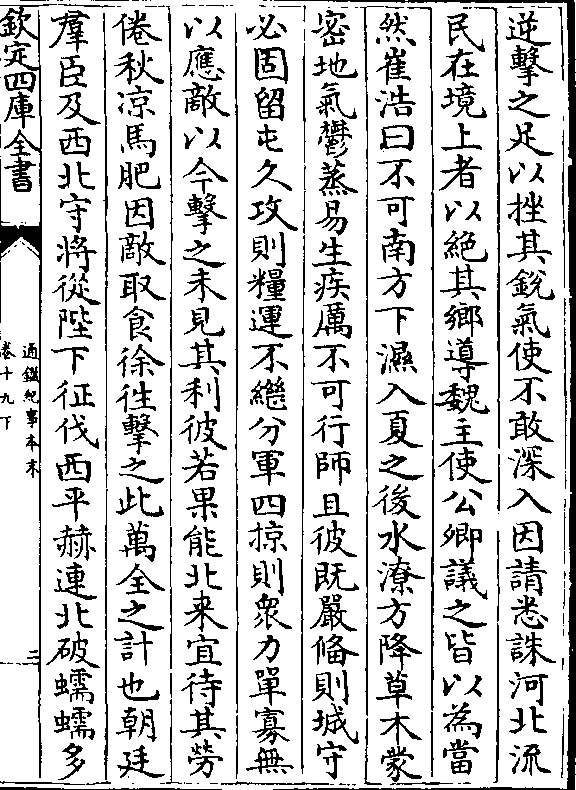 逆擊之足以挫其銳氣使不敢深入因請悉誅河北流
民在境上者以絕其鄉導魏主使公卿議之皆以為當
然崔浩曰不可南方下濕入夏之後水潦方降草木蒙
密地氣鬱蒸易生疾厲不可行師且彼既嚴備則城守
必固留屯久攻則糧運不繼分軍四掠則衆力單寡無
以應敵以今擊之未見其利彼若果能北来宜待其勞
倦秋涼馬肥因敵取食徐往擊之此萬全之計也朝廷
羣臣及西北守將從陛下征伐西平赫連北破蠕蠕多
欽定四庫全書
通鑑紀事本末
卷十九下
三